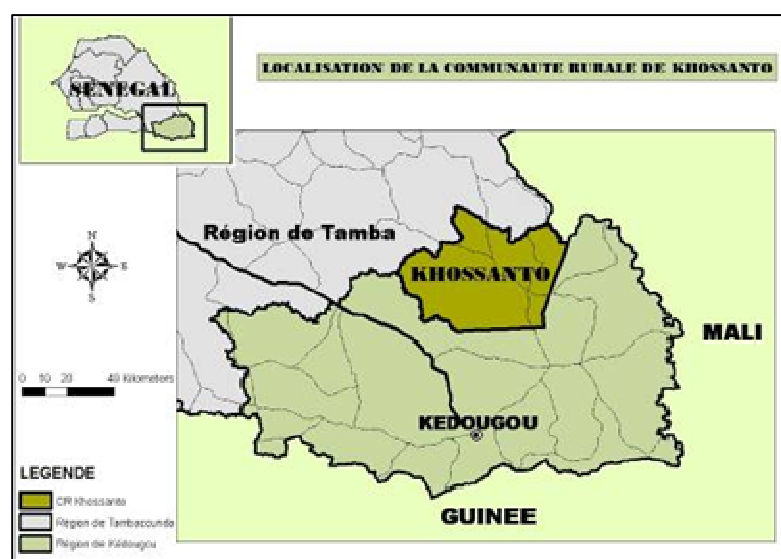 LOCALISATION DE LA COMMUNAUTE RURALE DE KHOSSANTO
SENEGAL
Région de Tamba
KHOSSANTO
MALI
N
W
S
0 10 20 40 Kilometers
KEDOUGOU
GUINEE
LEGENDE
CR Khossanto
Région de Tambacounda
Région de Kédougou